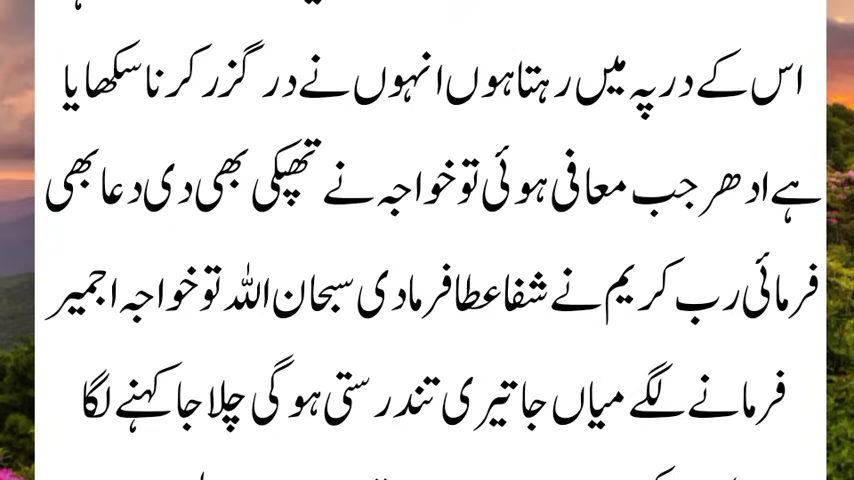 اس کے در پہ میں رہتا ہوں انہوں نے در گزر کرنا سکھایا
ہے ادھر جب معافی ہوئی تو خواجہ نے تھپکی بھی دی دعا بھی
فرمائی رب کریم نے شفا عطا فرما دی سبحان اللہ تو خواجہ اجمیر
فرمانے لگے میاں جا تیری تندرستی ہو گی چلا جا کہنے لگا